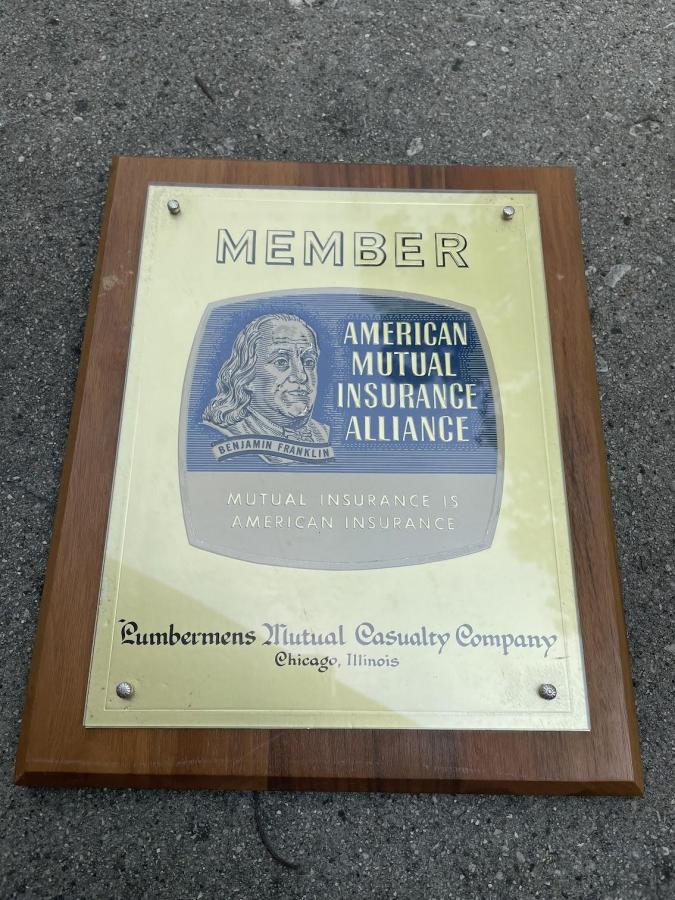 MEMBER
AMERICAN
MUTUAL
INSURANCE
ALLIANCE
BENJAMIN FRANKLIN
MUTUAL INSURANCE IS
AMERICAN INSURANCE
Lumbermens Mutual Casualty Company
Chicago, Illinois